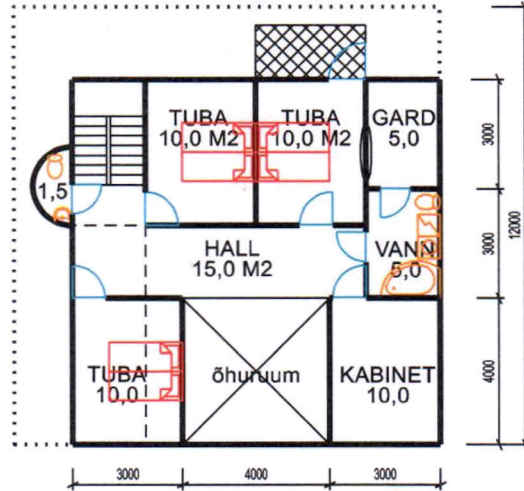 TUBA
10,0 M2
TUBA
10,0 M2
GARD
5,0
1,5
HALL
15,0 M2
VANN
5,0
TUBA
10,0
õhuruum
KABINET
10,0
3000
3000
4000
12000
3000
4000
3000